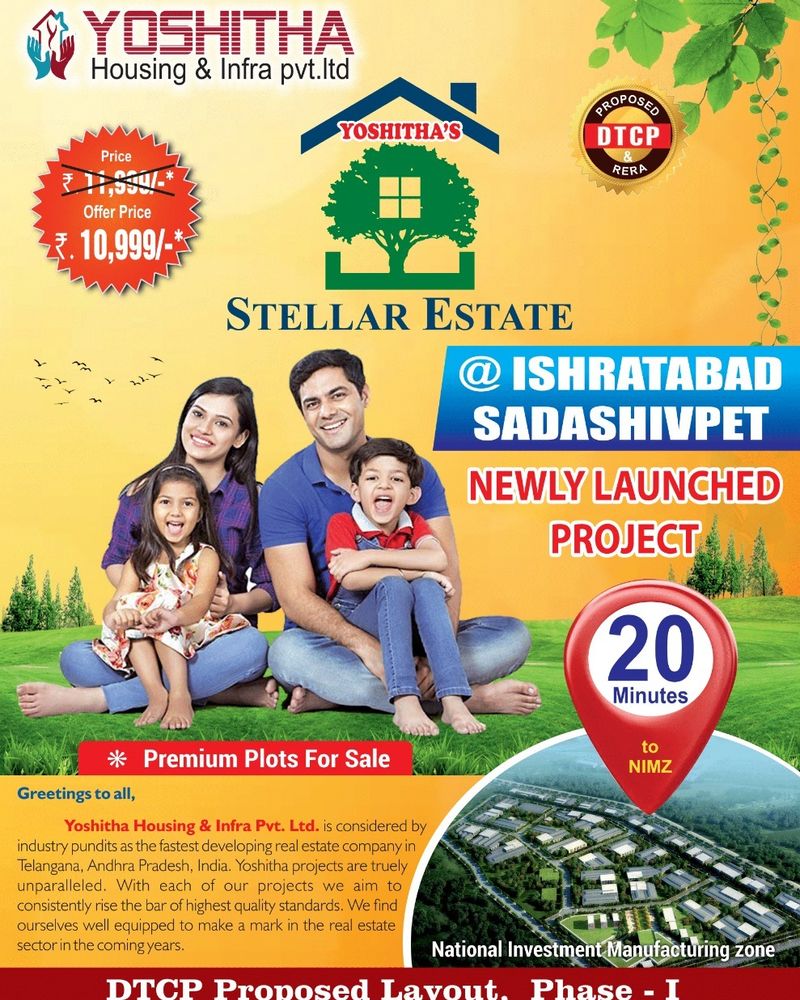 YOSHITHA
Housing & Infra pvt.ltd
PROPOSED
DTCP
&
RERA
Price
₹. 11,999/-*
Offer Price
₹. 10,999/-*
YOSHITHA'S
STELLAR ESTATE
@ ISHRATABAD
SADASHIVPET
NEWLY LAUNCHED
PROJECT
20
Minutes
to
NIMZ
Premium Plots For Sale
Greetings to all,
Yoshitha Housing & Infra Pvt. Ltd. is considered by
industry pundits as the fastest developing real estate company in
Telangana, Andhra Pradesh, India. Yoshitha projects are truely
unparalleled. With each of our projects we aim to
consistently rise the bar of highest quality standards. We find
ourselves well equipped to make a mark in the real estate
sector in the coming years.
National Investment Manufacturing zone
DTCP Proposed Layout, Phase - I